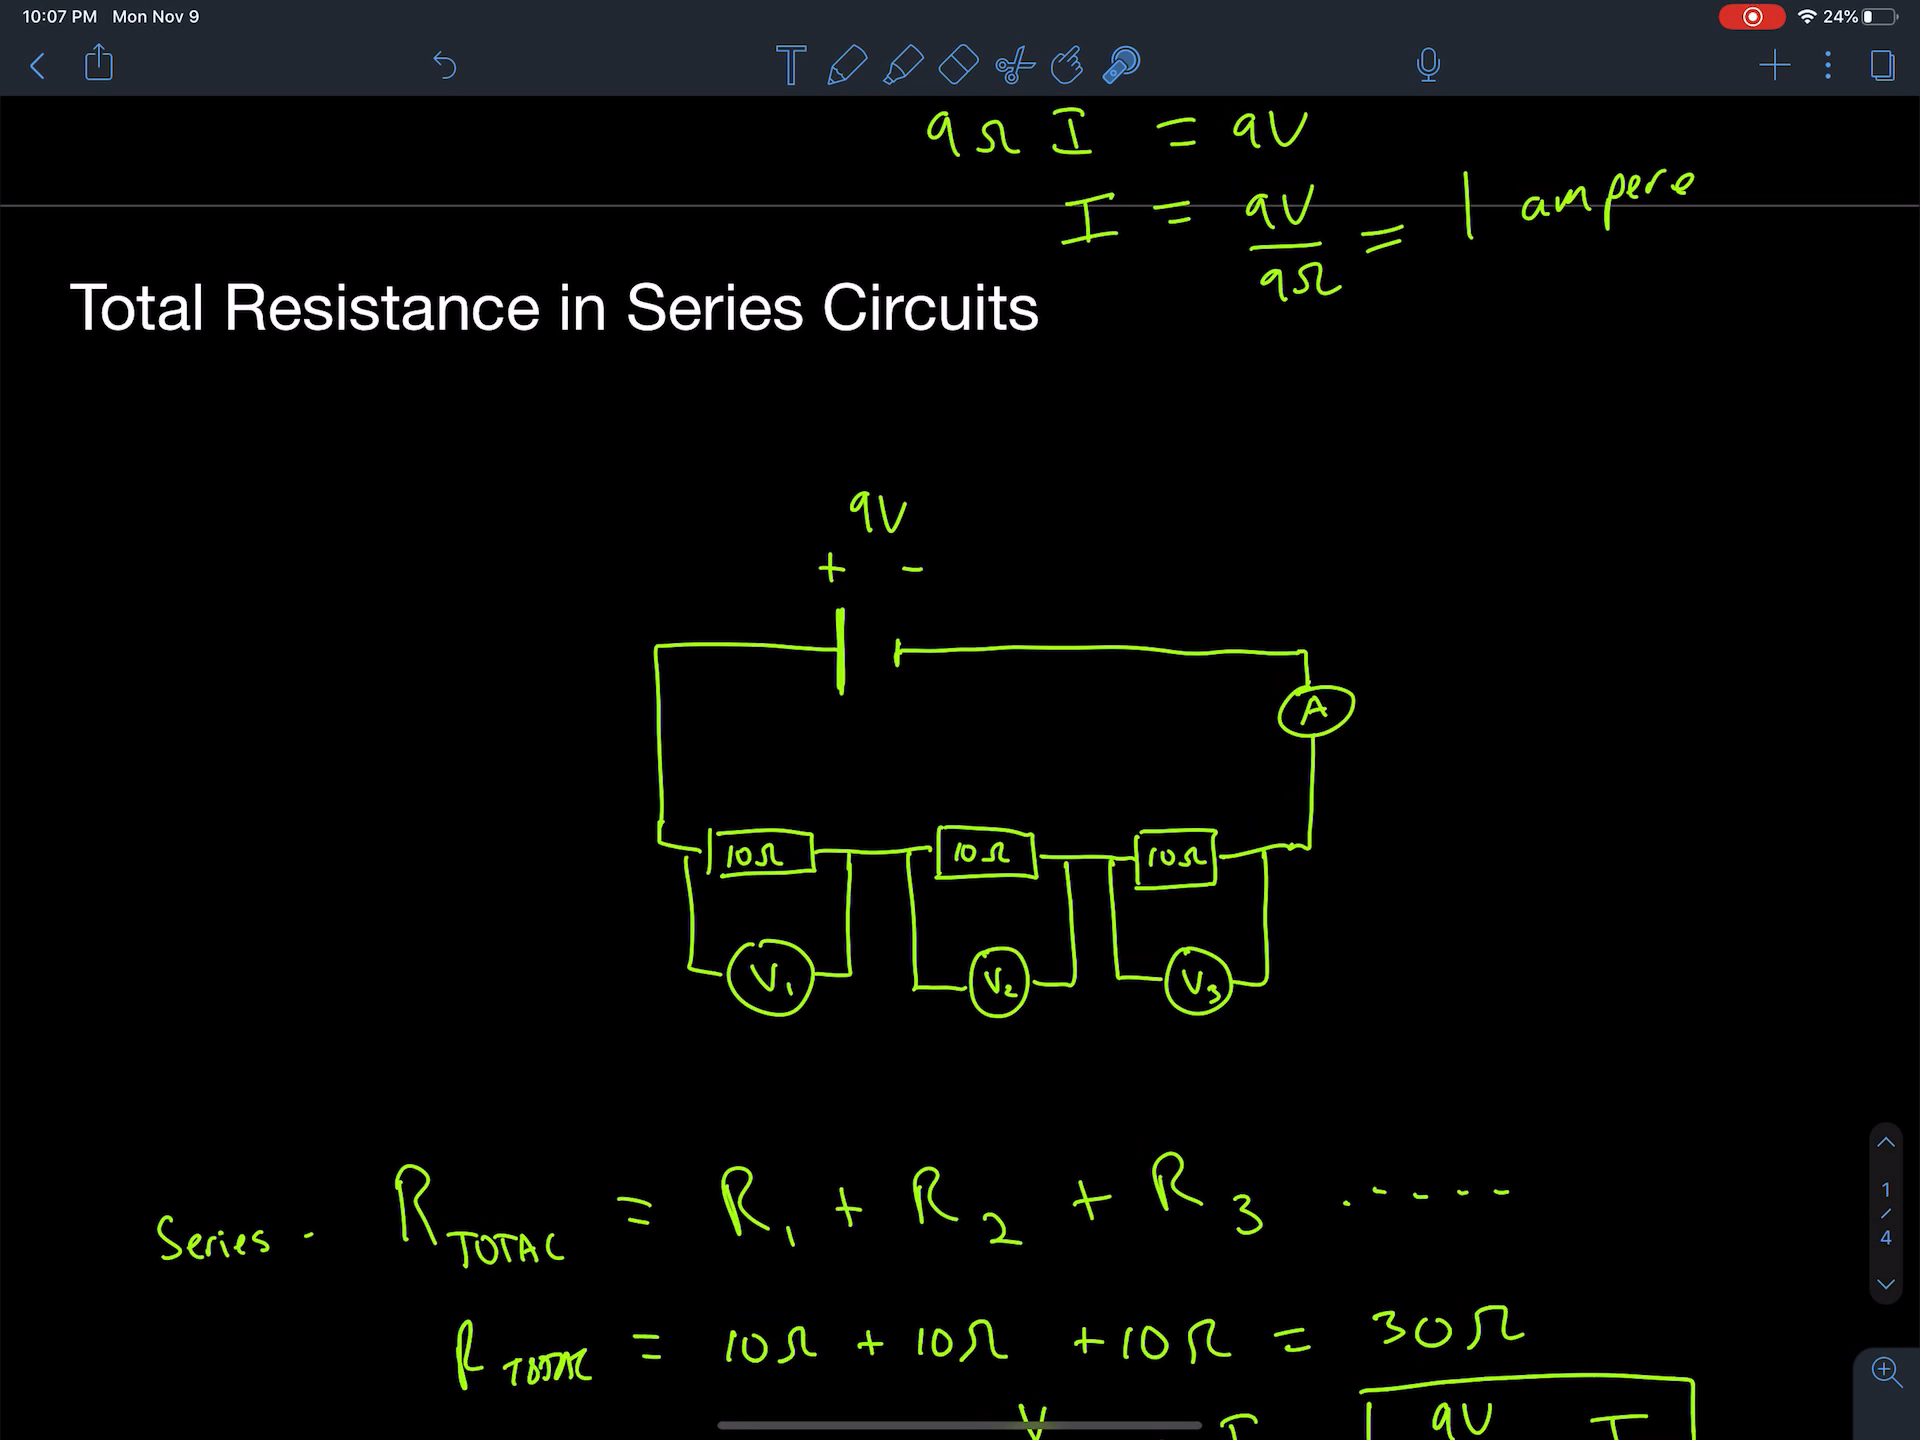 10:07 PM Mon Nov 9 24%
9Ω I = 9V
I = 9V/9Ω = 1 ampere
Total Resistance in Series Circuits
9V
+ -
A
10Ω 10Ω 10Ω
V1 V2 V3
Series - R TOTAL = R1 + R2 + R3 ......
R TOTAL = 10Ω + 10Ω + 10Ω = 30Ω
9V
1
/
4